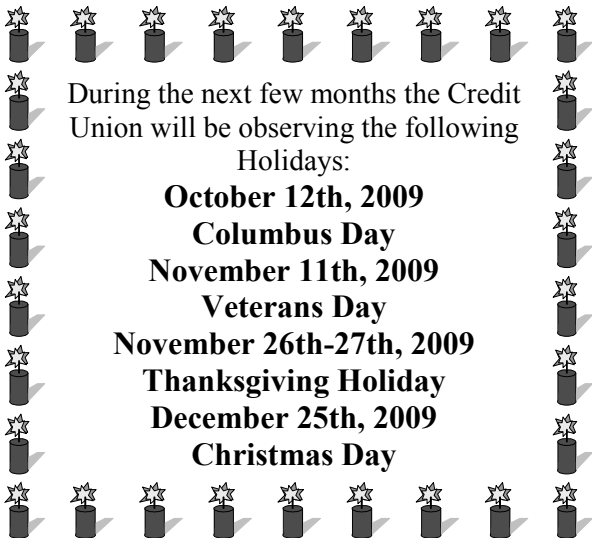 During the next few months the Credit
Union will be observing the following
Holidays:
October 12th, 2009
Columbus Day
November 11th, 2009
Veterans Day
November 26th-27th, 2009
Thanksgiving Holiday
December 25th, 2009
Christmas Day